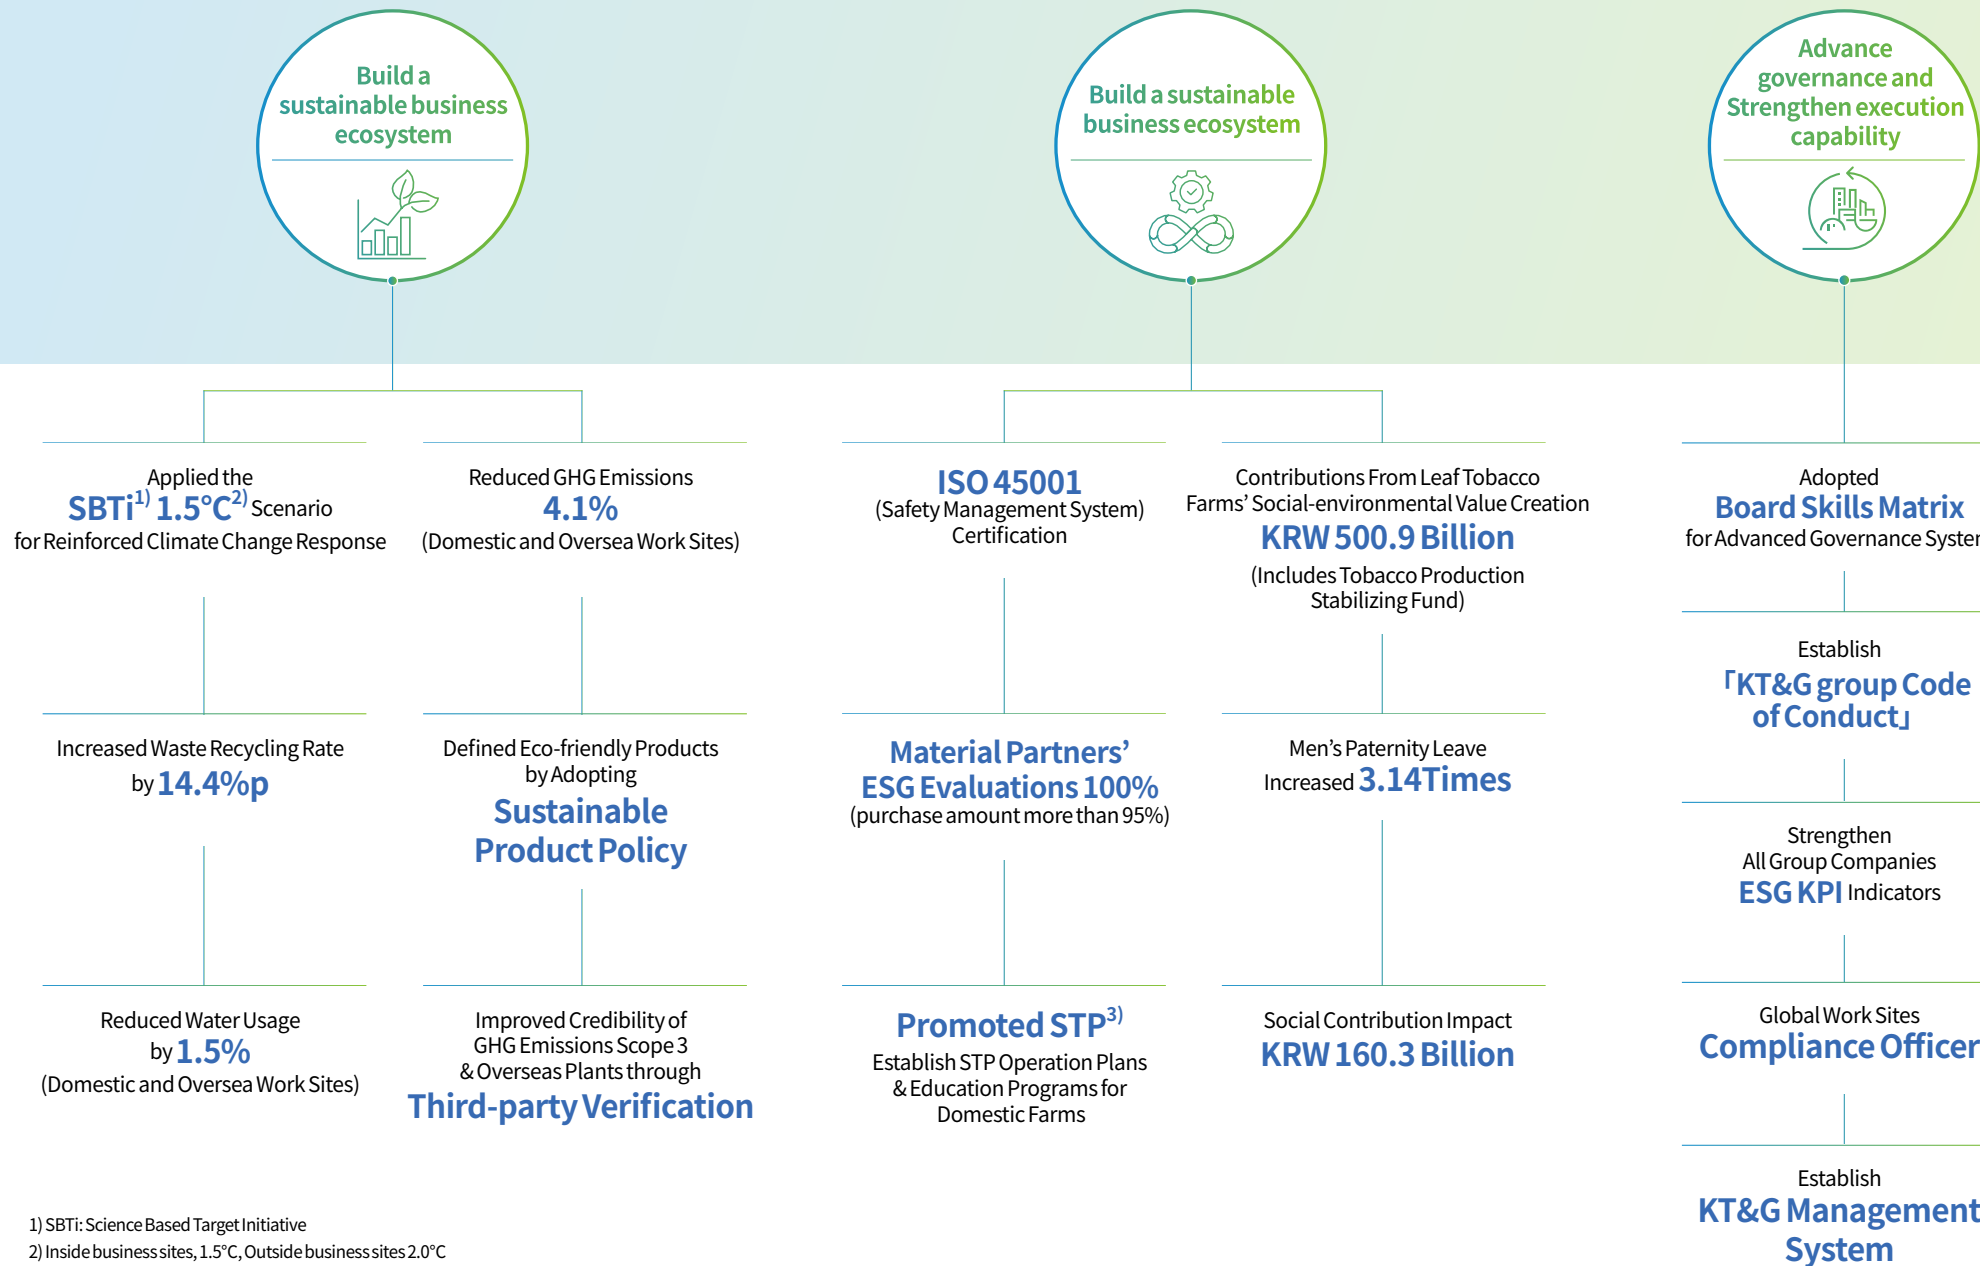 Build a
sustainable business
ecosystem
Build a sustainable
business ecosystem
Advance
governance and
Strengthen execution
capability
Applied the
SBTi1) 1.5°C2) Scenario
for Reinforced Climate Change Response
Increased Waste Recycling Rate
by 14.4%p
Reduced Water Usage
by 1.5%
(Domestic and Oversea Work Sites)
Reduced GHG Emissions
4.1%
(Domestic and Oversea Work Sites)
Defined Eco-friendly Products
by Adopting
Sustainable
Product Policy
Improved Credibility of
GHG Emissions Scope 3
& Overseas Plants through
Third-party Verification
ISO 45001
(Safety Management System)
Certification
Material Partners’
ESG Evaluations 100%
(purchase amount more than 95%)
Promoted STP3)
Establish STP Operation Plans
& Education Programs for
Domestic Farms
Contributions From Leaf Tobacco
Farms’ Social-environmental Value Creation
KRW 500.9 Billion
(Includes Tobacco Production
Stabilizing Fund)
Men’s Paternity Leave
Increased 3.14Times
Social Contribution Impact
KRW 160.3 Billion
Adopted
Board Skills Matrix
for Advanced Governance
Establish
「KT&G group Code
of Conduct」
Strengthen
All Group Companies
ESG KPI Indicators
Global Work Sites
Compliance Officer
Establish
KT&G Management
System
1) SBTi: Science Based Target Initiative
2) Inside business sites, 1.5°C, Outside business sites 2.0°C